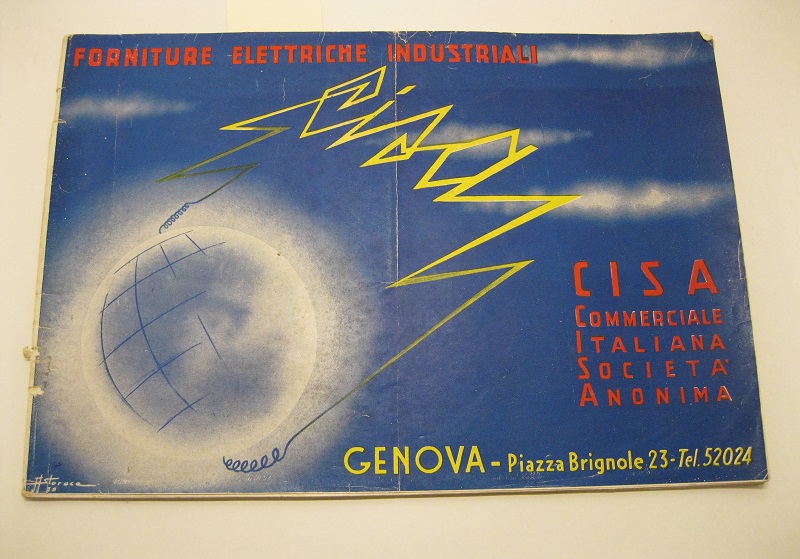 FORNITURE ELETTRICHE INDUSTRIALI
CISA
COMMERCIALE
ITALIANA
SOCIETA'
ANONIMA
GENOVA - Piazza Brignole 23 - Tel. 52024